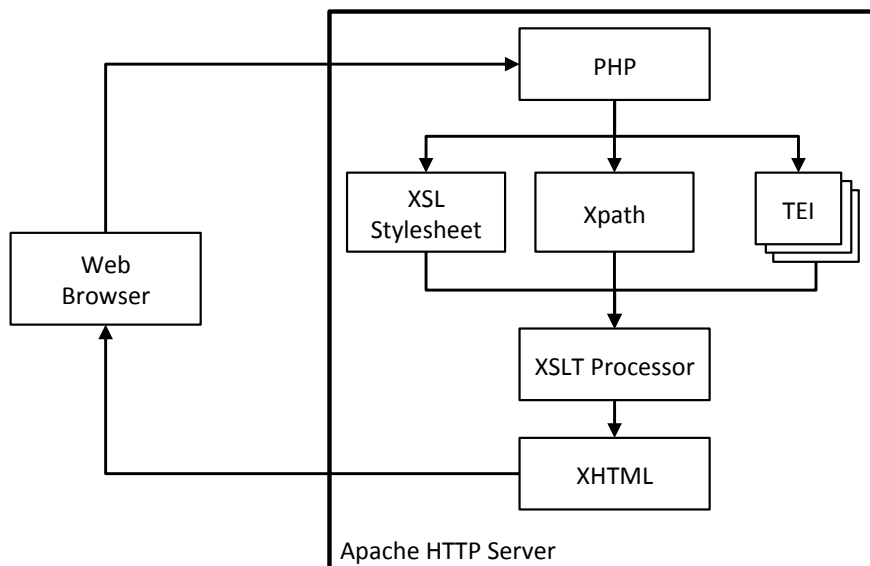 PHP
XSL
Stylesheet
Xpath
TEI
Web
Browser
XSLT Processor
XHTML
Apache HTTP Server